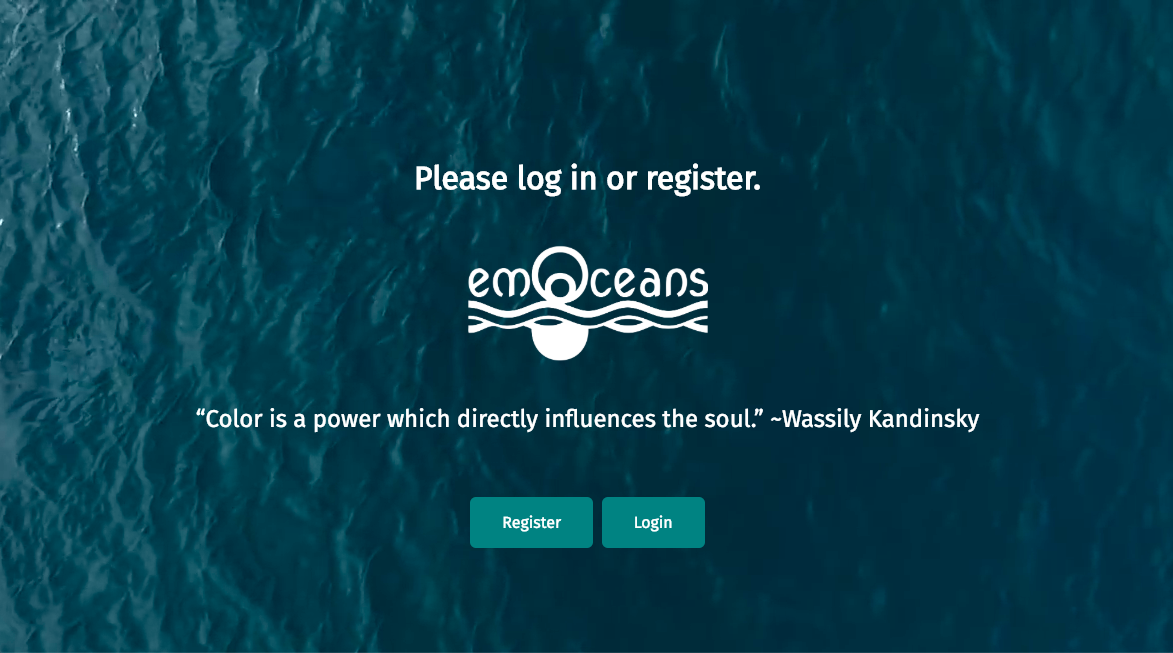 Please log in or register.
emOceans
“Color is a power which directly influences the soul.” ~Wassily Kandinsky
Register
Login